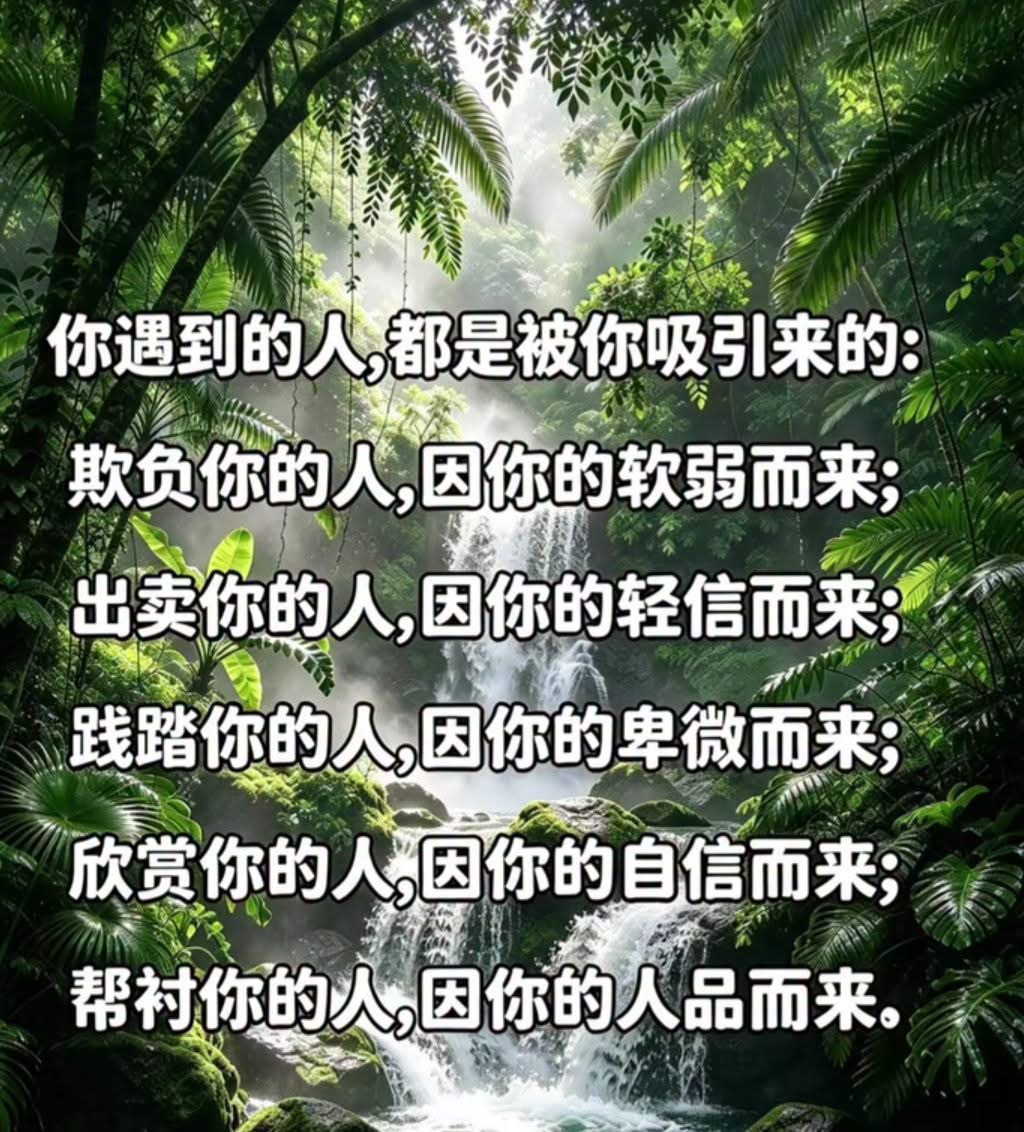 你遇到的人,都是被你吸引来的:
欺负你的人,因你的软弱而来;
出卖你的人,因你的轻信而来;
践踏你的人,因你的卑微而来;
欣赏你的人,因你的自信而来;
帮衬你的人,因你的人品而来。